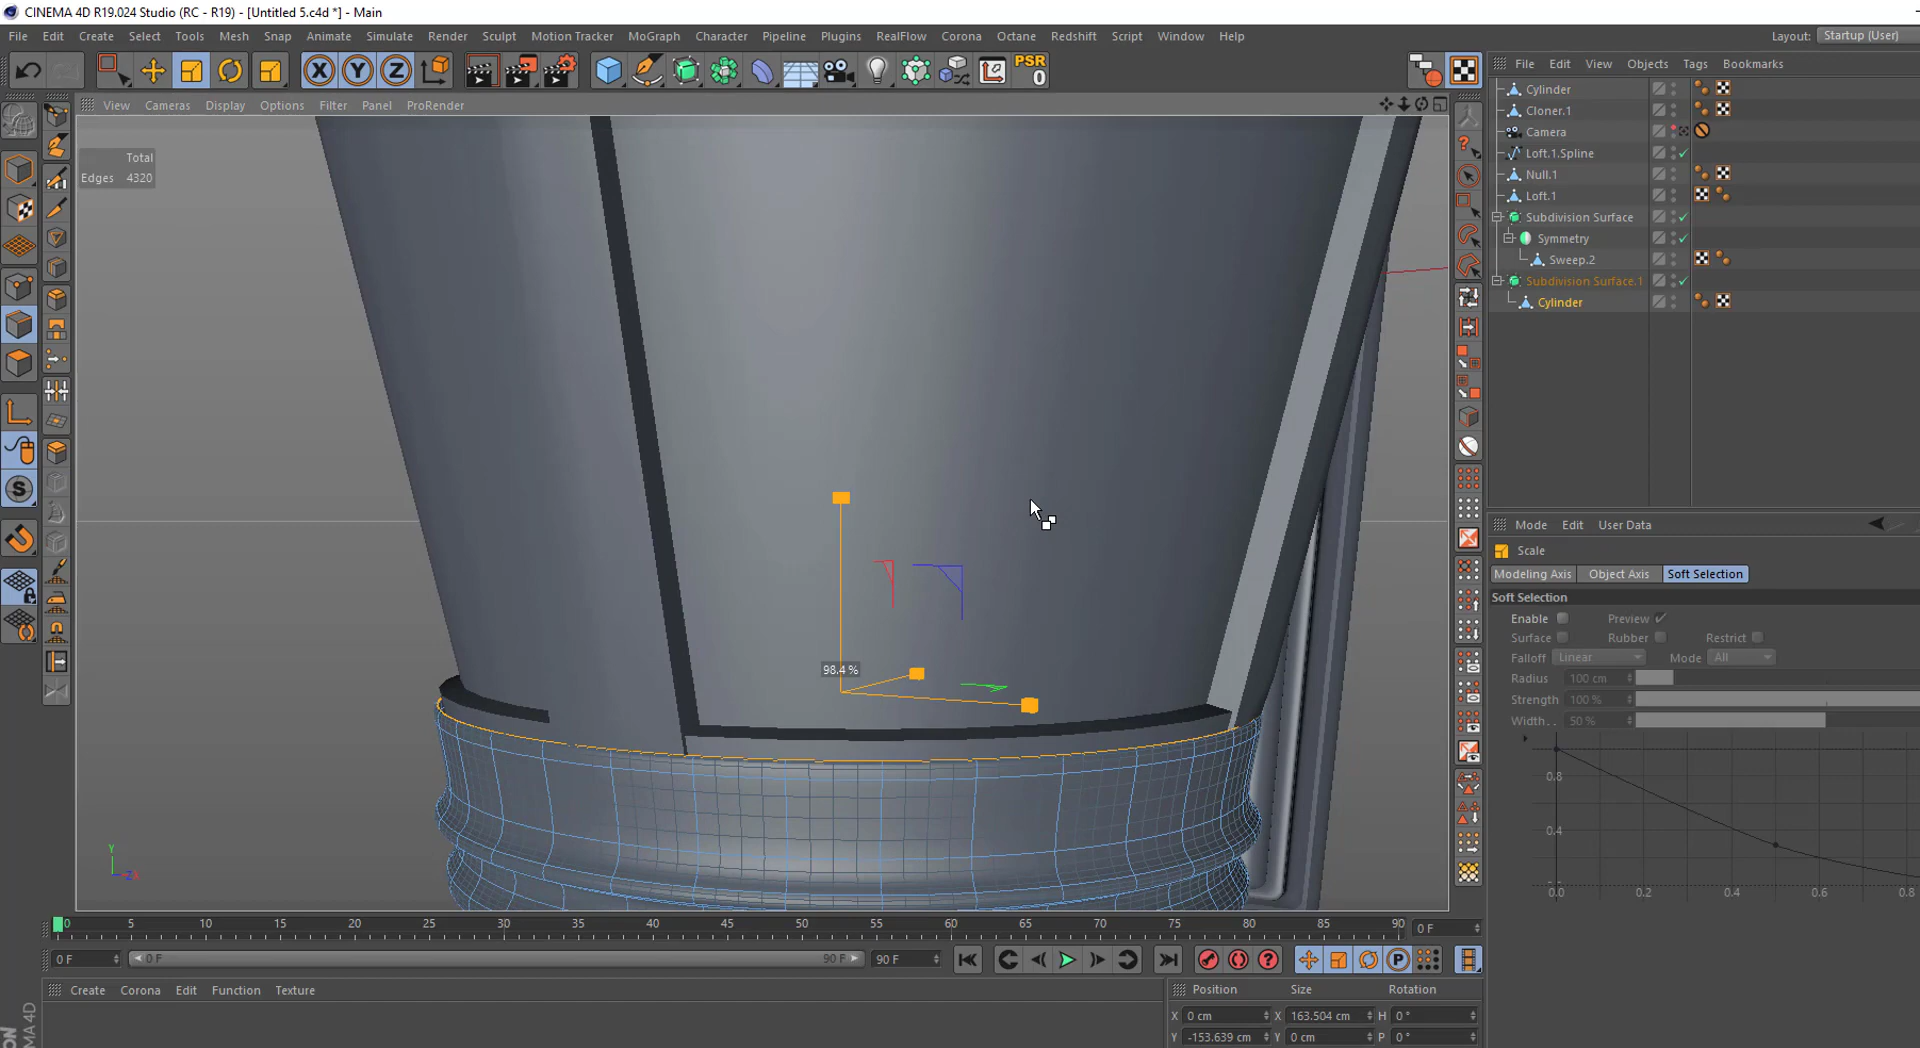 CINEMA 4D R19.024 Studio (RC - R19) - [Untitled 5.c4d *] - Main
File Edit Create Select Tools Mesh Snap Animate Simulate Render Sculpt Motion Tracker MoGraph Character Pipeline Plugins RealFlow Corona Octane Redshift Script Window Help Layout: Startup (User)
X Y Z PSR 0
File Edit View Objects Tags Bookmarks
View Cameras Display Options Filter Panel ProRender
Total
Edges 4320
Cylinder
Cloner.1
Camera
Loft.1.Spline
Null.1
Loft.1
Subdivision Surface
Symmetry
Sweep.2
Subdivision Surface.1
Cylinder
98.4 %
Y
Mode Edit User Data
Scale
Modeling Axis Object Axis Soft Selection
Soft Selection
Enable Preview
Surface Rubber Restrict
Falloff Linear Mode All
Radius 100 cm
Strength 100 %
Width . . 50 %
0.8
0.4
0.0 0.2 0.4 0.6 0.8
0 5 10 15 20 25 30 35 40 45 50 55 60 65 70 75 80 85 90 0 F
0 F 0 F 90 F 90 F
Create Corona Edit Function Texture
Position Size Rotation
X 0 cm X 163.504 cm H 0 °
Y -153.639 cm Y 0 cm P 0 °